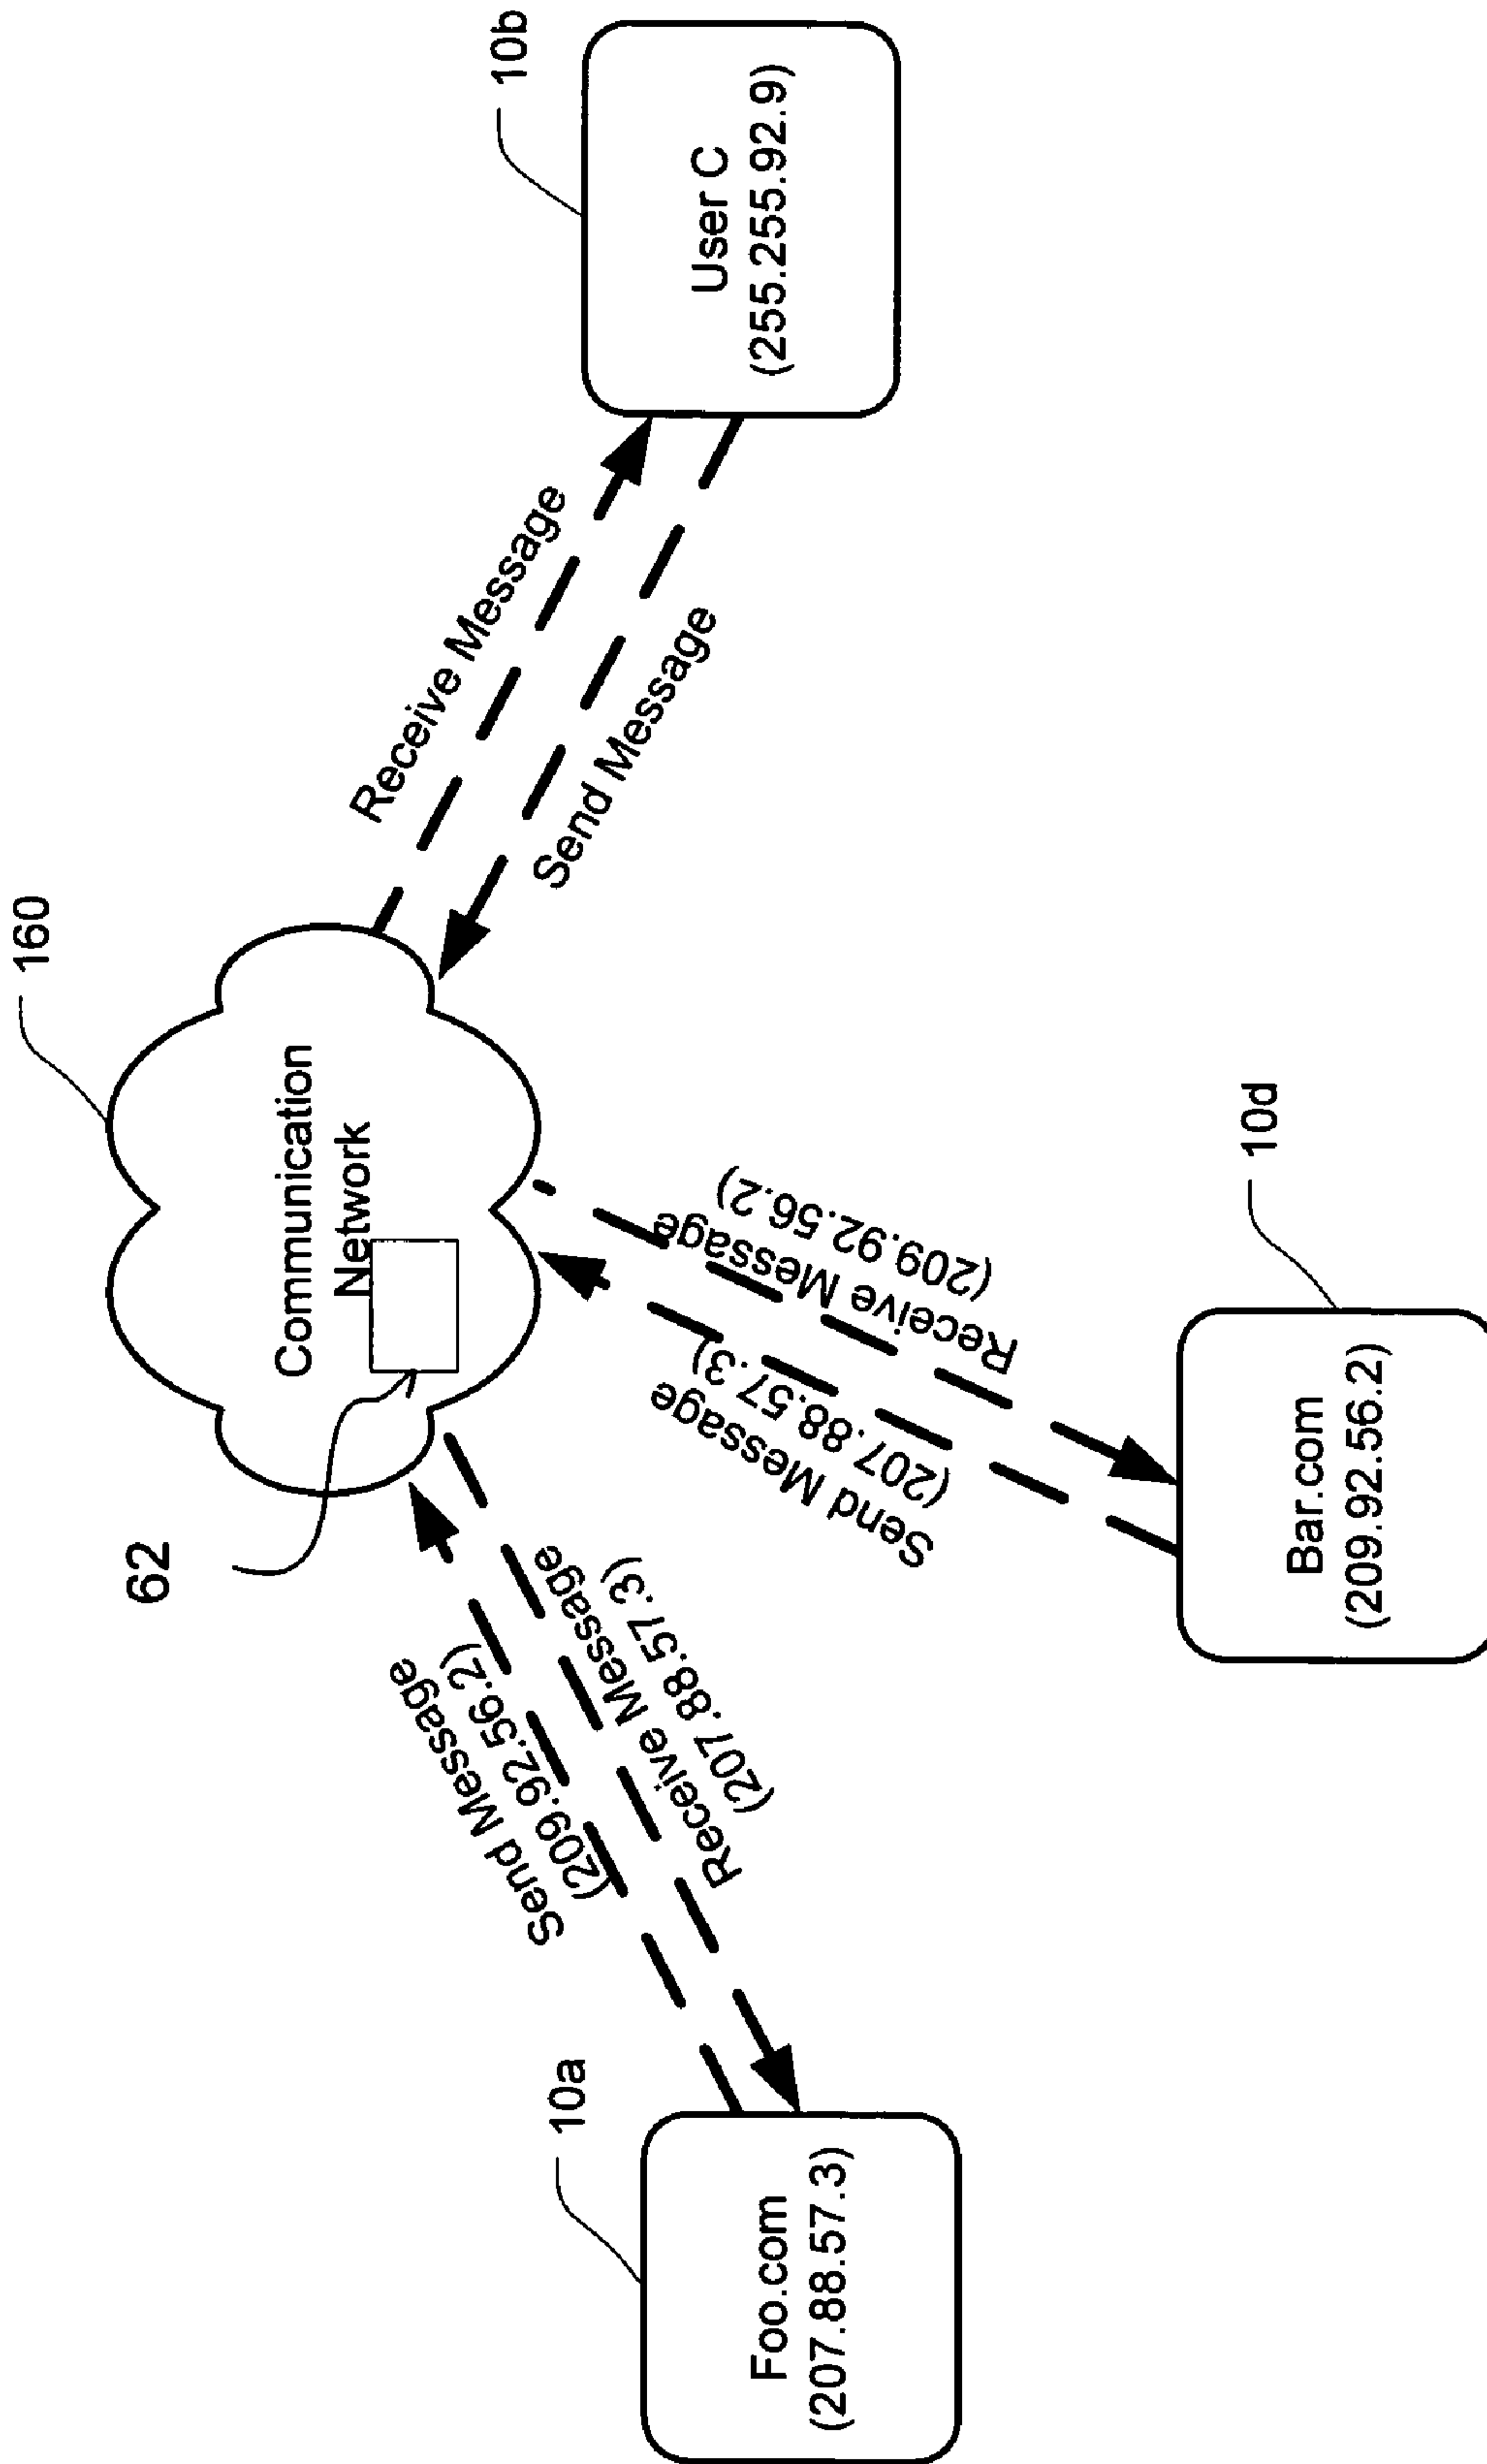 160
Communication
Network
62
10b
User C
(255.255.92.9)
Receive Message
Send Message
Send Message
(209.92.56.2)
Receive Message
(207.88.57.3)
10a
Foo.com
(207.88.57.3)
Receive Message
(209.92.56.2)
Send Message
(207.88.57.3)
10d
Bar.com
(209.92.56.2)